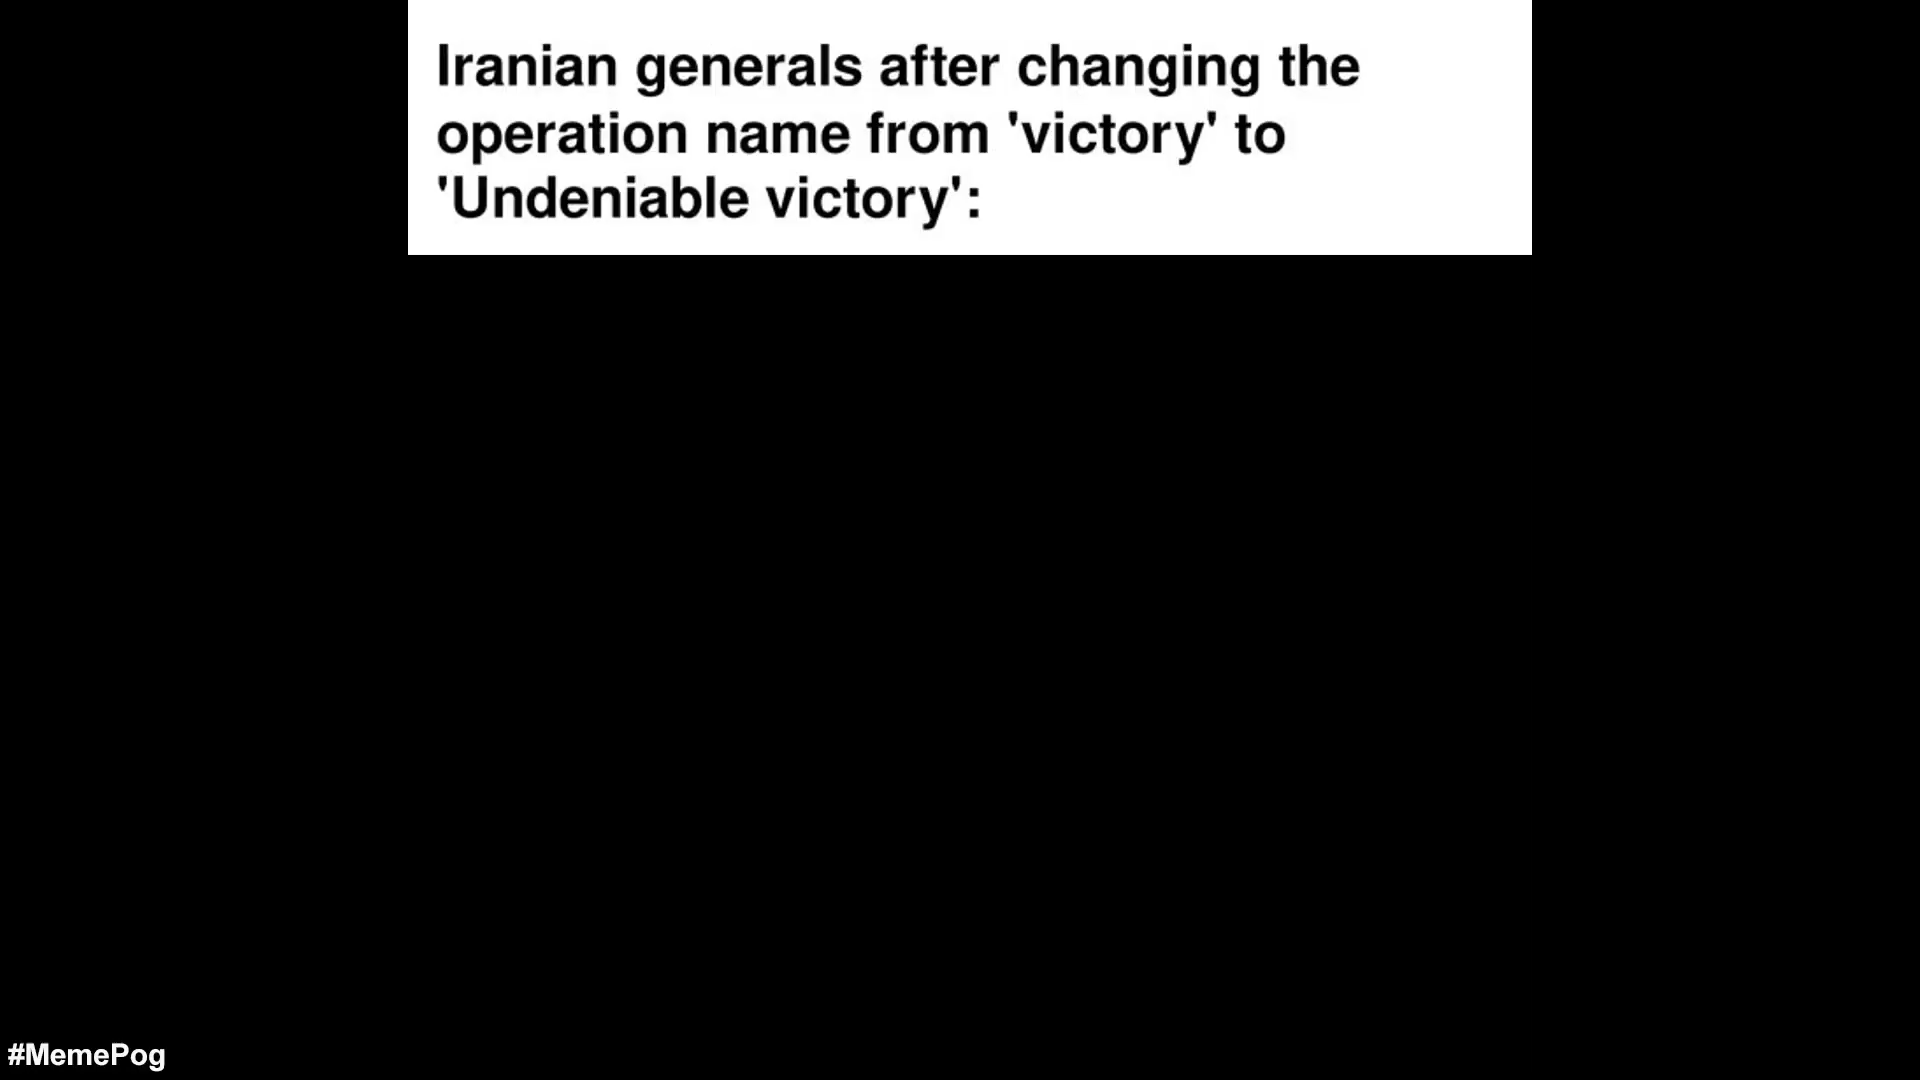 Iranian generals after changing the
operation name from 'victory' to
'Undeniable victory':
#MemePog